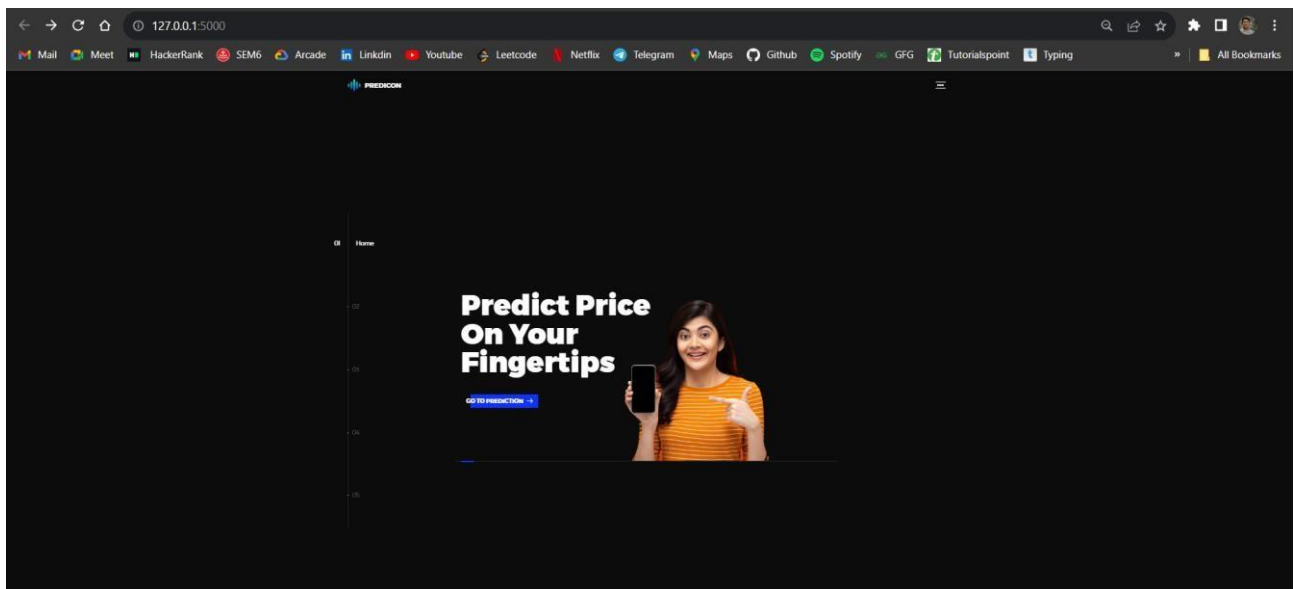 127.0.0.1:5000
Mail Meet HackerRank SEM6 Arcade Linkdin Youtube Leetcode Netflix Telegram Maps Github Spotify GFG Tutorialspoint Typing » All Bookmarks
PREDICON
01 Home
02
Predict Price
On Your
Fingertips
03
GO TO PREDICTION →
04
05